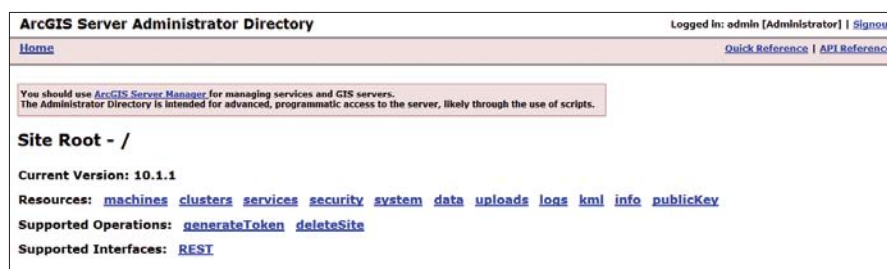 ArcGIS Server Administrator Directory
Logged in: admin [Administrator] | Signou
Home
Quick Reference | API Reference
You should use ArcGIS Server Manager for managing services and GIS servers.
The Administrator Directory is intended for advanced, programmatic access to the server, likely through the use of scripts.
Site Root - /
Current Version: 10.1.1
Resources: machines clusters services security system data uploads logs kml info publicKey
Supported Operations: generateToken deleteSite
Supported Interfaces: REST